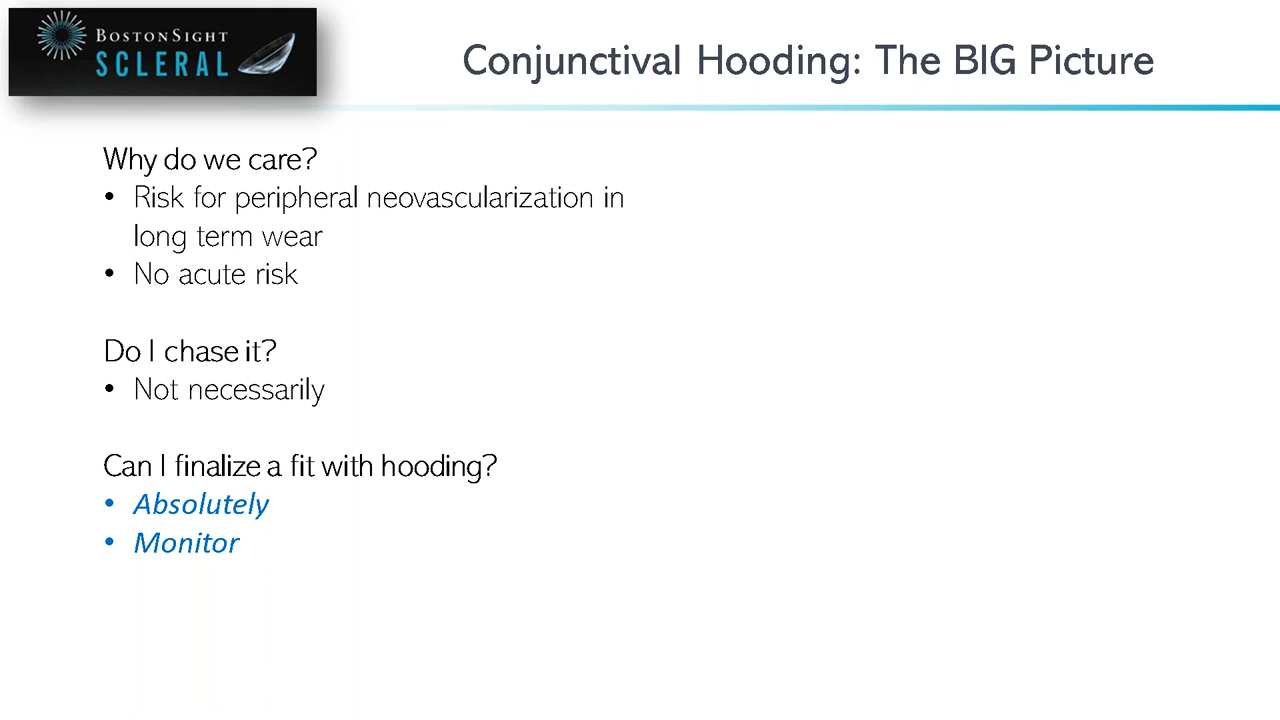 BOSTONSIGHT
SCLERAL
Conjunctival Hooding: The BIG Picture
Why do we care?
• Risk for peripheral neovascularization in
long term wear
• No acute risk
Do I chase it?
• Not necessarily
Can I finalize a fit with hooding?
• Absolutely
• Monitor